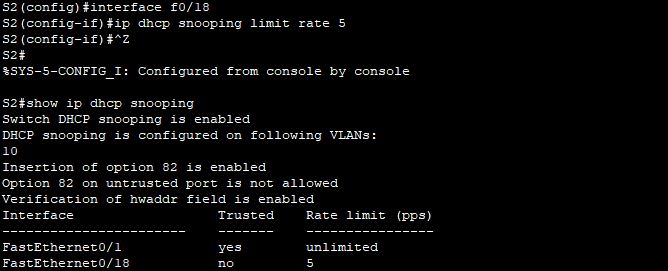 S2(config)#interface f0/18
S2(config-if)#ip dhcp snooping limit rate 5
S2(config-if)#^Z
S2#
%SYS-5-CONFIG_I: Configured from console by console
S2#show ip dhcp snooping
Switch DHCP snooping is enabled
DHCP snooping is configured on following VLANs:
10
Insertion of option 82 is enabled
Option 82 on untrusted port is not allowed
Verification of hwaddr field is enabled
Interface Trusted Rate limit (pps)
----------------------- ------- ----------------
FastEthernet0/1 yes unlimited
FastEthernet0/18 no 5